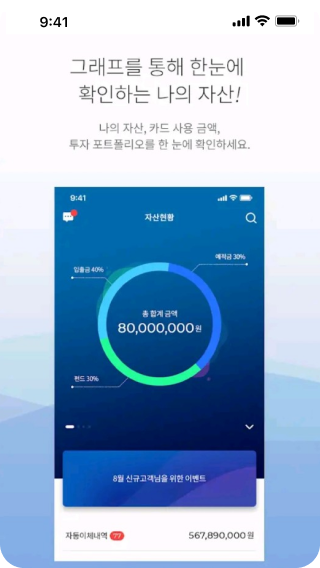 9:41
그래프를 통해 한눈에
확인하는 나의 자산!
나의 자산, 카드 사용 금액,
투자 포트폴리오를 한 눈에 확인하세요.
9:41
자산현황
예적금 30%
입출금 40%
총 합계 금액
80,000,000원
펀드 30%
8월 신규고객님을 위한 이벤트
자동이체내역 77 567,890,000원